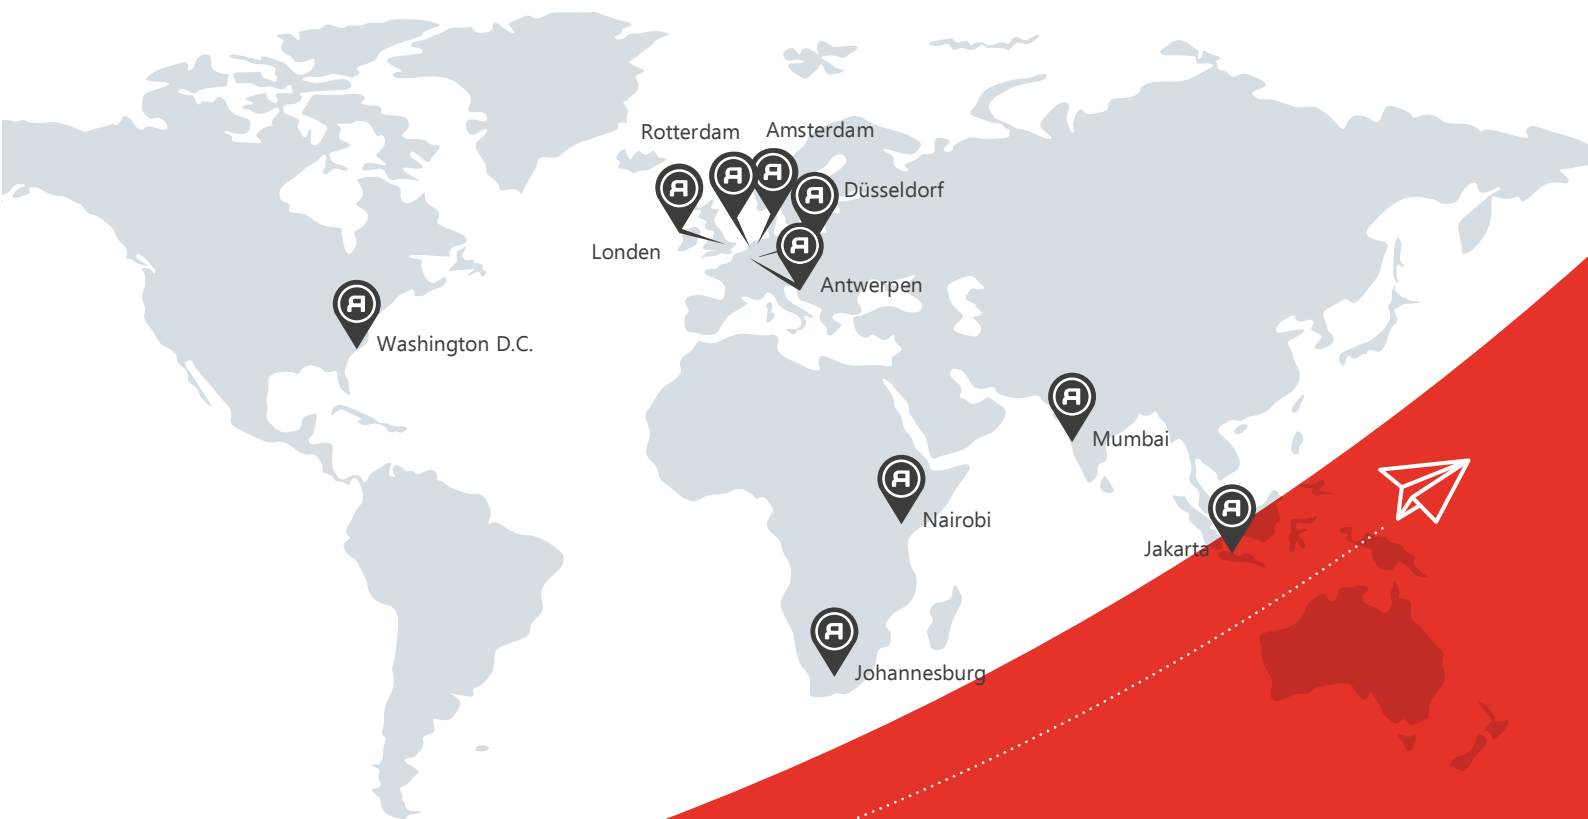 Rotterdam
Amsterdam
Düsseldorf
Londen
Antwerpen
Washington D.C.
Mumbai
Nairobi
Jakarta
Johannesburg